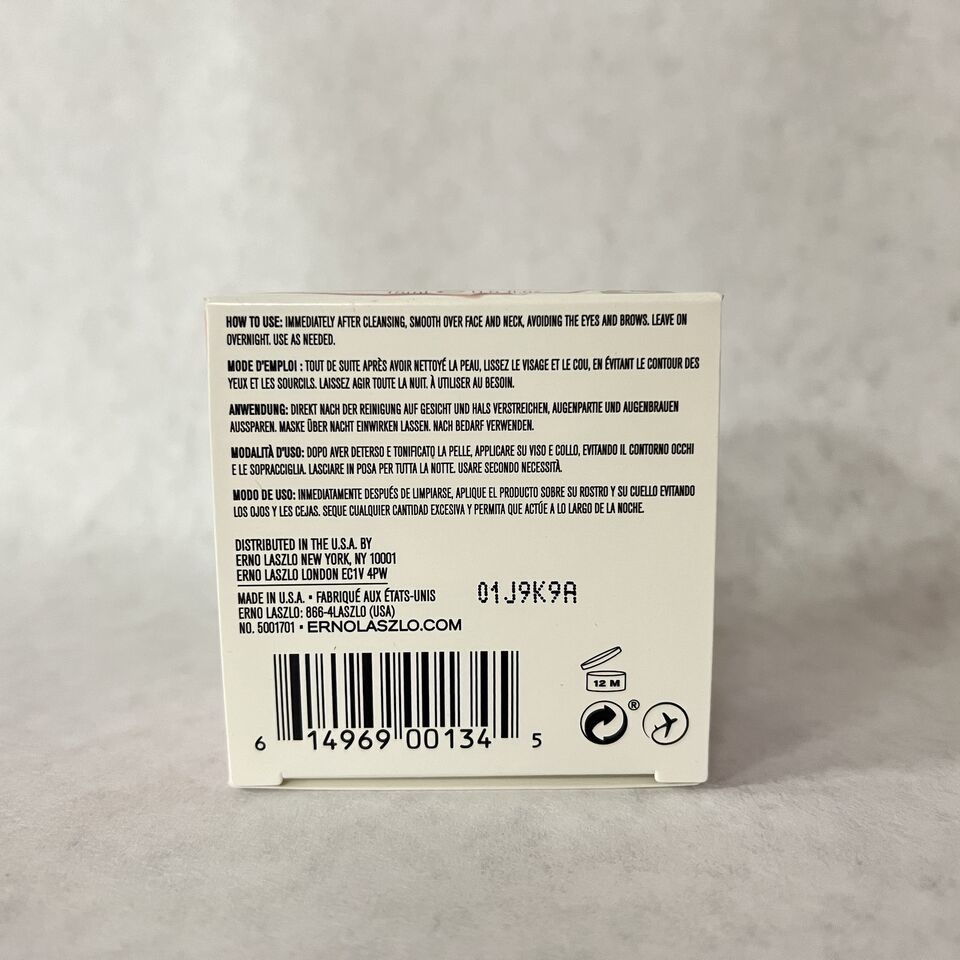 HOW TO USE: IMMEDIATELY AFTER CLEANSING, SMOOTH OVER FACE AND NECK, AVOIDING THE EYES AND BROWS. LEAVE ON
OVERNIGHT. USE AS NEEDED.
MODE D'EMPLOI : TOUT DE SUITE APRÈS AVOIR NETTOYÉ LA PEAU, LISSEZ LE VISAGE ET LE COU, EN ÉVITANT LE CONTOUR DES
YEUX ET LES SOURCILS. LAISSEZ AGIR TOUTE LA NUIT. À UTILISER AU BESOIN.
ANWENDUNG: DIREKT NACH DER REINIGUNG AUF GESICHT UND HALS VERSTREICHEN, AUGENPARTIE UND AUGENBRAUEN
AUSSPAREN. MASKE ÜBER NACHT EINWIRKEN LASSEN. NACH BEDARF VERWENDEN.
MODALITÀ D'USO: DOPO AVER DETERSO E TONIFICATO LA PELLE, APPLICARE SU VISO E COLLO, EVITANDO IL CONTORNO OCCHI
E LE SOPRACCIGLIA. LASCIARE IN POSA PER TUTTA LA NOTTE. USARE SECONDO NECESSITÀ.
MODO DE USO: INMEDIATAMENTE DESPUÉS DE LIMPIARSE, APLIQUE EL PRODUCTO SOBRE SU ROSTRO Y SU CUELLO EVITANDO
LOS OJOS Y LES CEJAS. SEQUE CUALQUIER CANTIDAD EXCESIVA Y PERMITA QUE ACTÚE A LO LARGO DE LA NOCHE.
DISTRIBUTED IN THE U.S.A. BY
ERNO LASZLO NEW YORK, NY 10001
ERNO LASZLO LONDON EC1V 4PW
MADE IN U.S.A. • FABRIQUÉ AUX ÉTATS-UNIS
ERNO LASZLO: 866-4LASZLO (USA)
NO. 5001701 • ERNOLASZLO.COM
01J9K9A
12 M
®
6 14969 00134 5